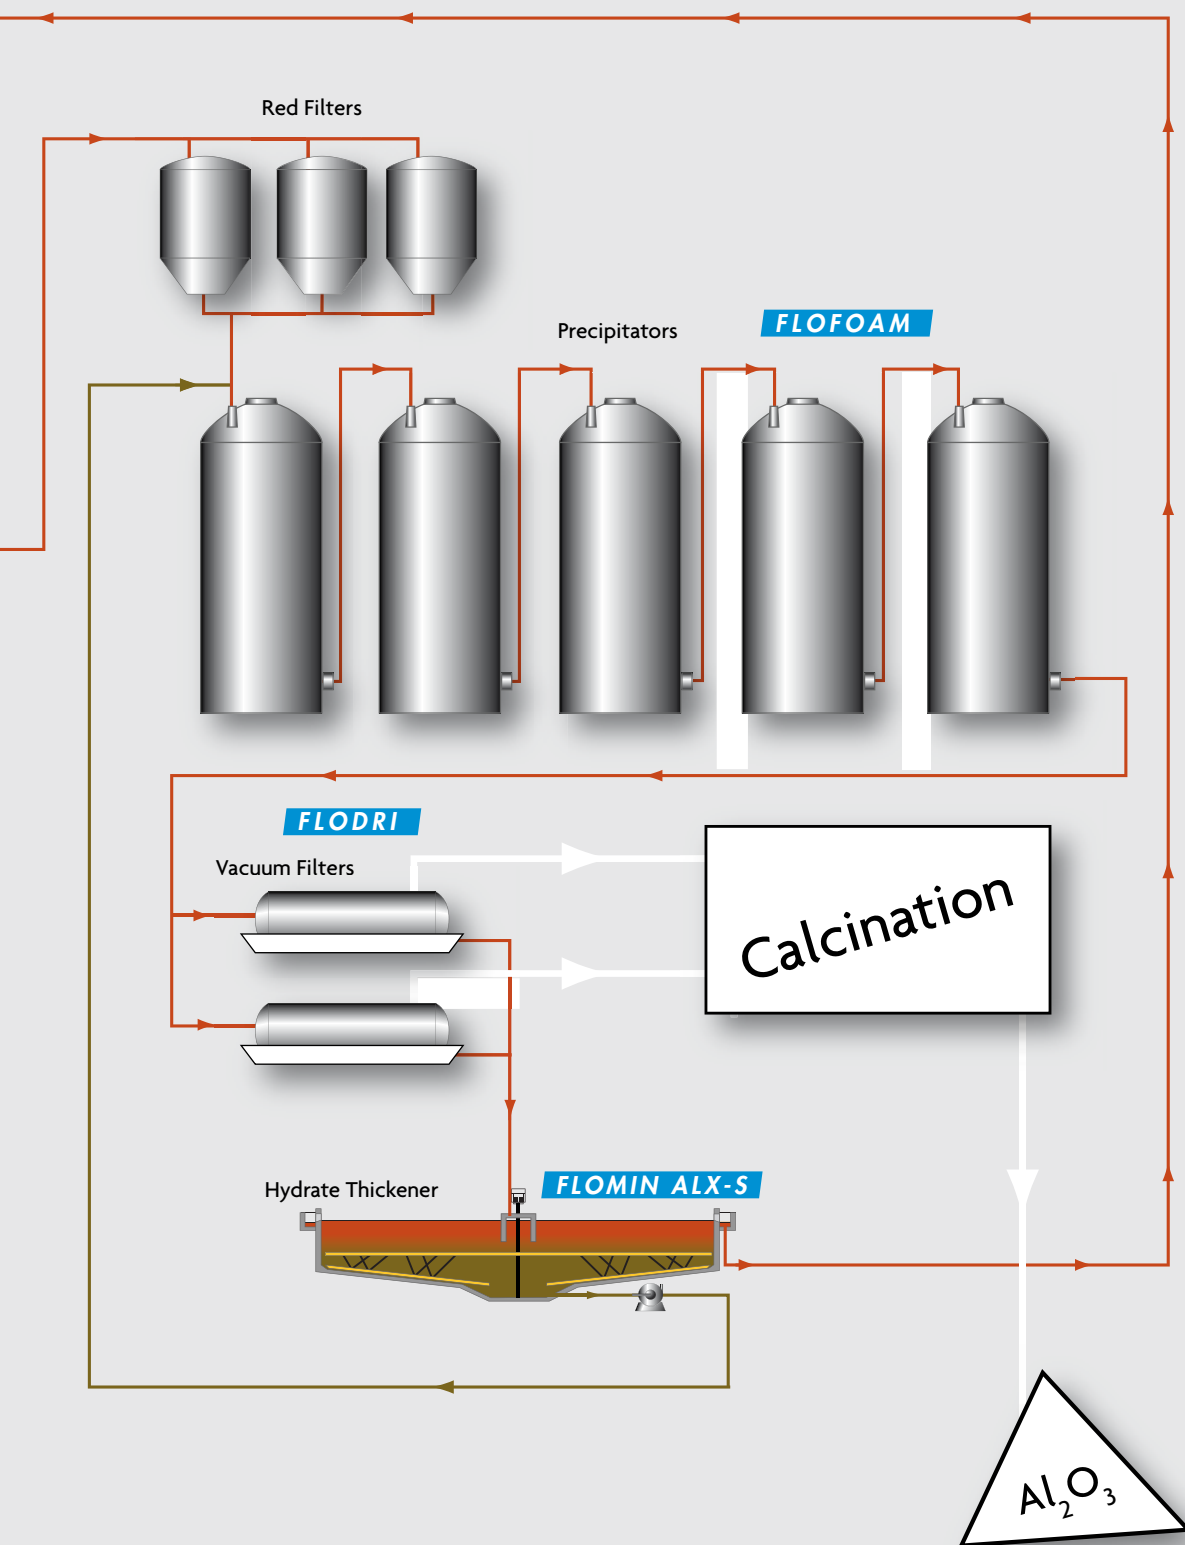 Red Filters
Precipitators
FLOFOAM
FLODRI
Vacuum Filters
Calcination
Hydrate Thickener
FLOMIN ALX-S
Al₂O₃